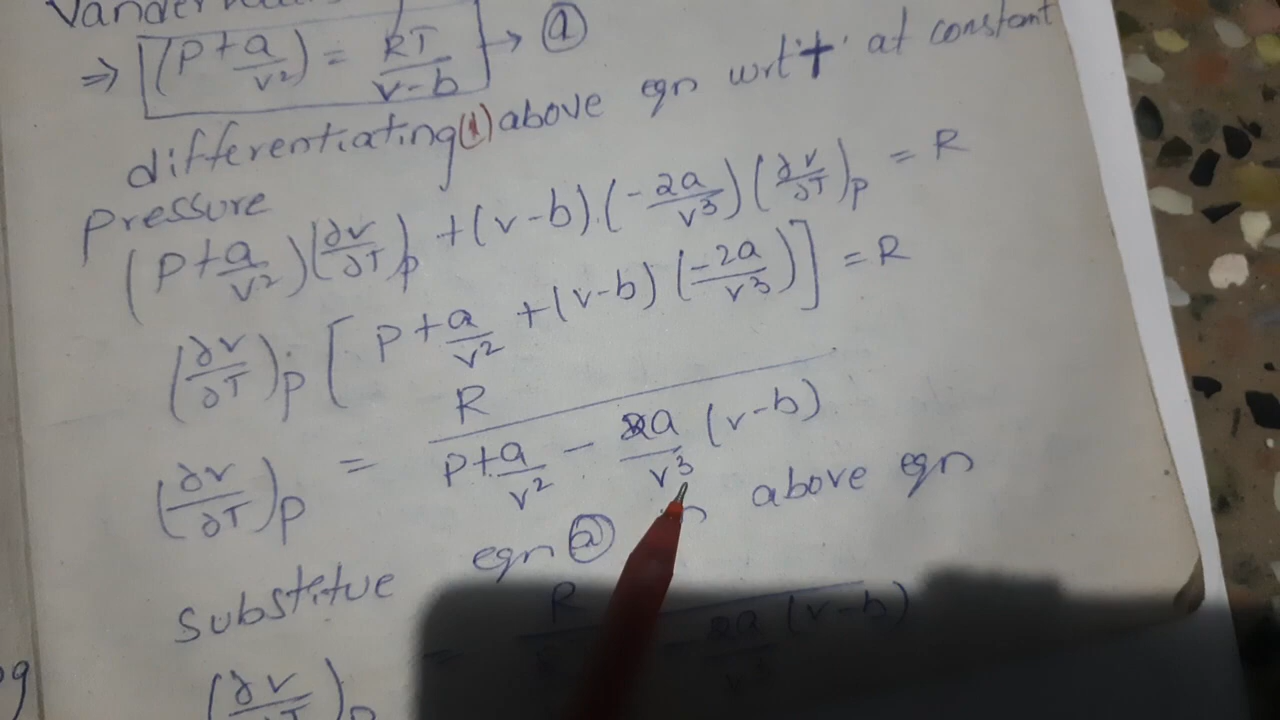 Vander
⇒ (P + a/v²) = RT/v-b → ⓐ
differentiating (1) above eqn wrt T at constant
pressure
(P + a/v²)(∂v/∂T)p + (v-b).(-2a/v³)(∂v/∂T)p = R
(∂v/∂T)p [P + a/v² + (v-b)(-2a/v³)] = R
(∂v/∂T)p = R / P + a/v² - 2a/v³ (v-b)
Substitue eqn ⓐ above eqn
(∂v/∂T)p = R / - 2a (v-b)